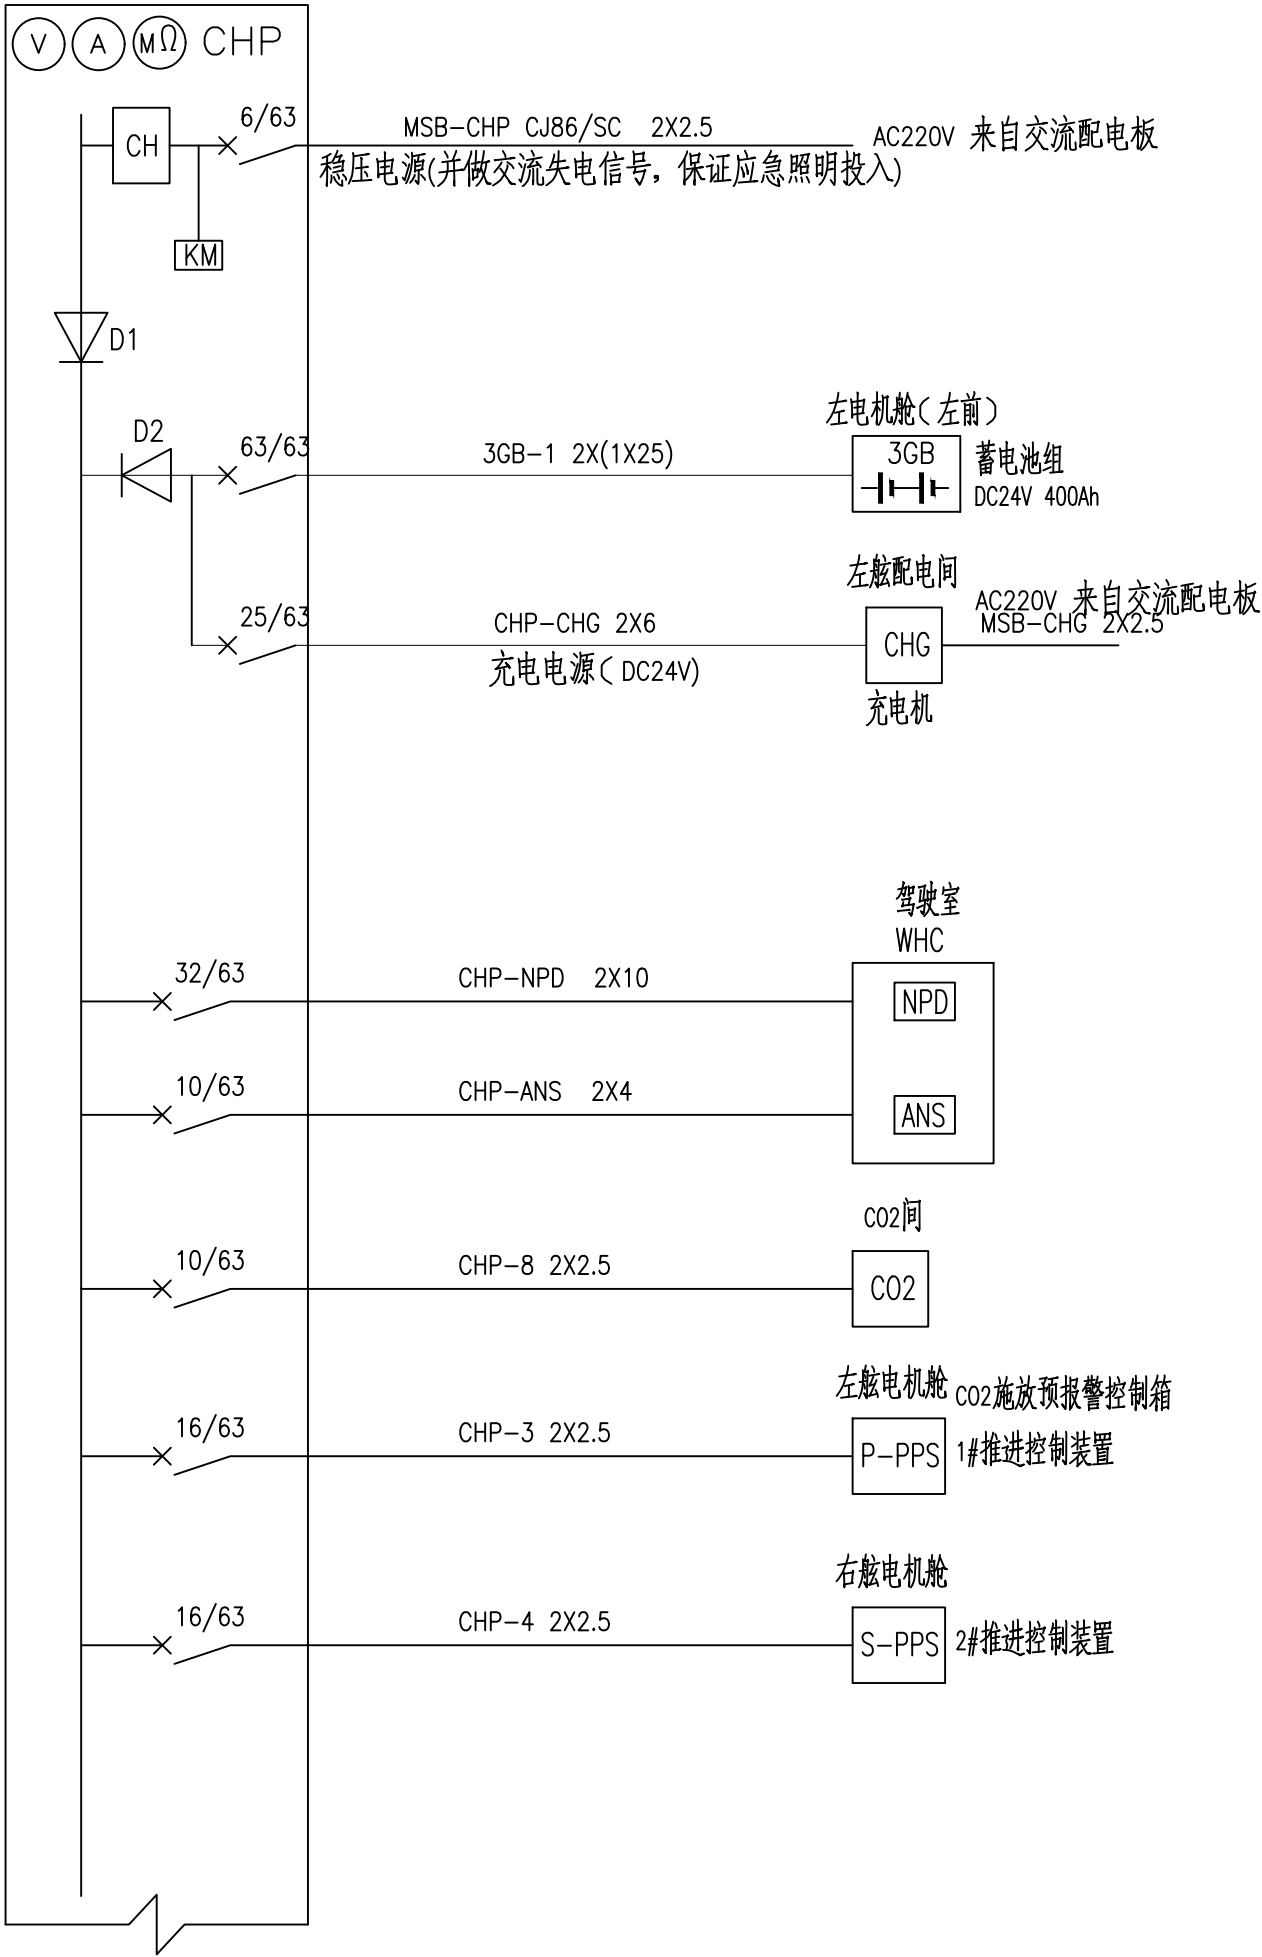 V A MΩ CHP
6/63
MSB-CHP CJ86/SC 2X2.5
AC220V 来自交流配电板
CH
稳压电源(并做交流失电信号，保证应急照明投入)
KM
D1
左电机舱(左前)
D2
63/63
3GB-1 2X(1X25)
3GB
蓄电池组
DC24V 400Ah
左舷配电间
AC220V 来自交流配电板
25/63
CHP-CHG 2X6
MSB-CHG 2X2.5
CHG
充电电源(DC24V)
充电机
驾驶室
WHC
32/63
CHP-NPD 2X10
NPD
10/63
CHP-ANS 2X4
ANS
CO2间
10/63
CHP-8 2X2.5
CO2
左舷电机舱
CO2施放预报警控制箱
16/63
CHP-3 2X2.5
P-PPS
1#推进控制装置
右舷电机舱
16/63
CHP-4 2X2.5
S-PPS
2#推进控制装置